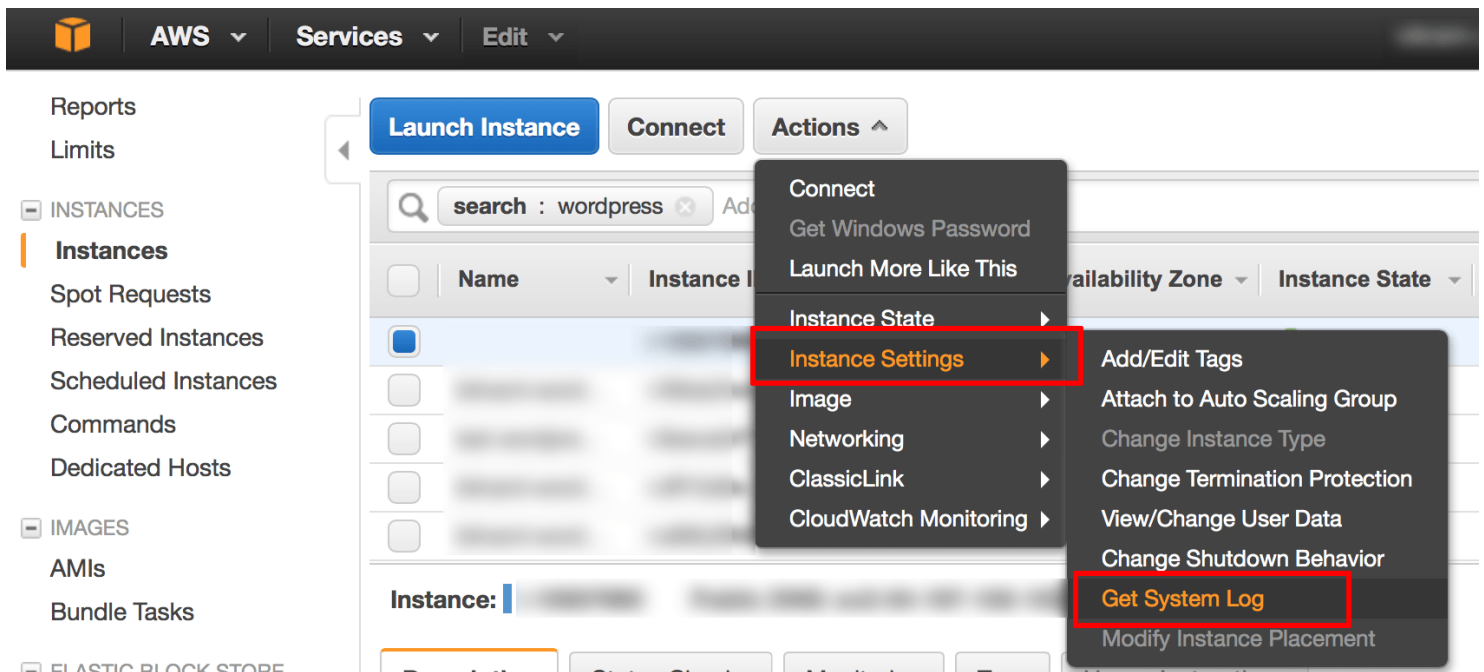 AWS Services Edit
Reports
Limits
INSTANCES
Instances
Spot Requests
Reserved Instances
Scheduled Instances
Commands
Dedicated Hosts
IMAGES
AMIs
Bundle Tasks
ELASTIC BLOCK STORE
Launch Instance Connect Actions
search : wordpress
Name Instance Availability Zone Instance State
Connect
Get Windows Password
Launch More Like This
Instance State
Instance Settings
Image
Networking
ClassicLink
CloudWatch Monitoring
Add/Edit Tags
Attach to Auto Scaling Group
Change Instance Type
Change Termination Protection
View/Change User Data
Change Shutdown Behavior
Get System Log
Modify Instance Placement
Instance: